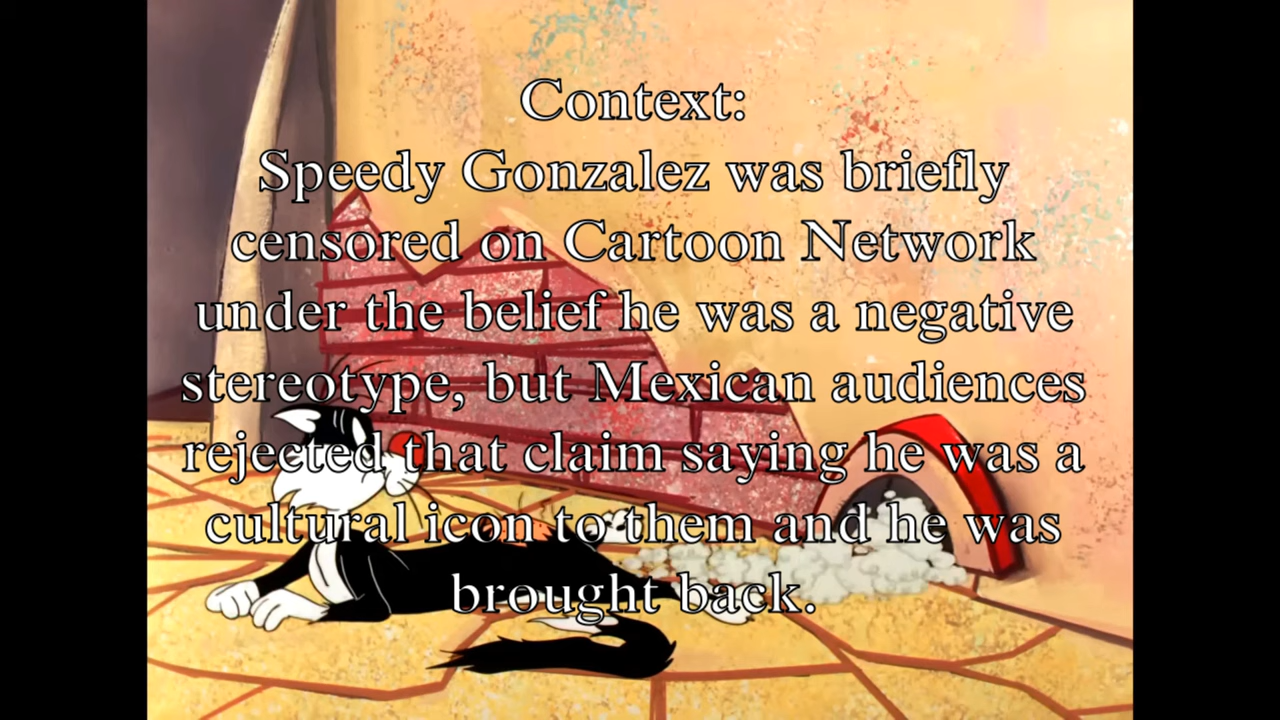 Context:
Speedy Gonzalez was briefly
censored on Cartoon Network
under the belief he was a negative
stereotype, but Mexican audiences
rejected that claim saying he was a
cultural icon to them and he was
brought back.